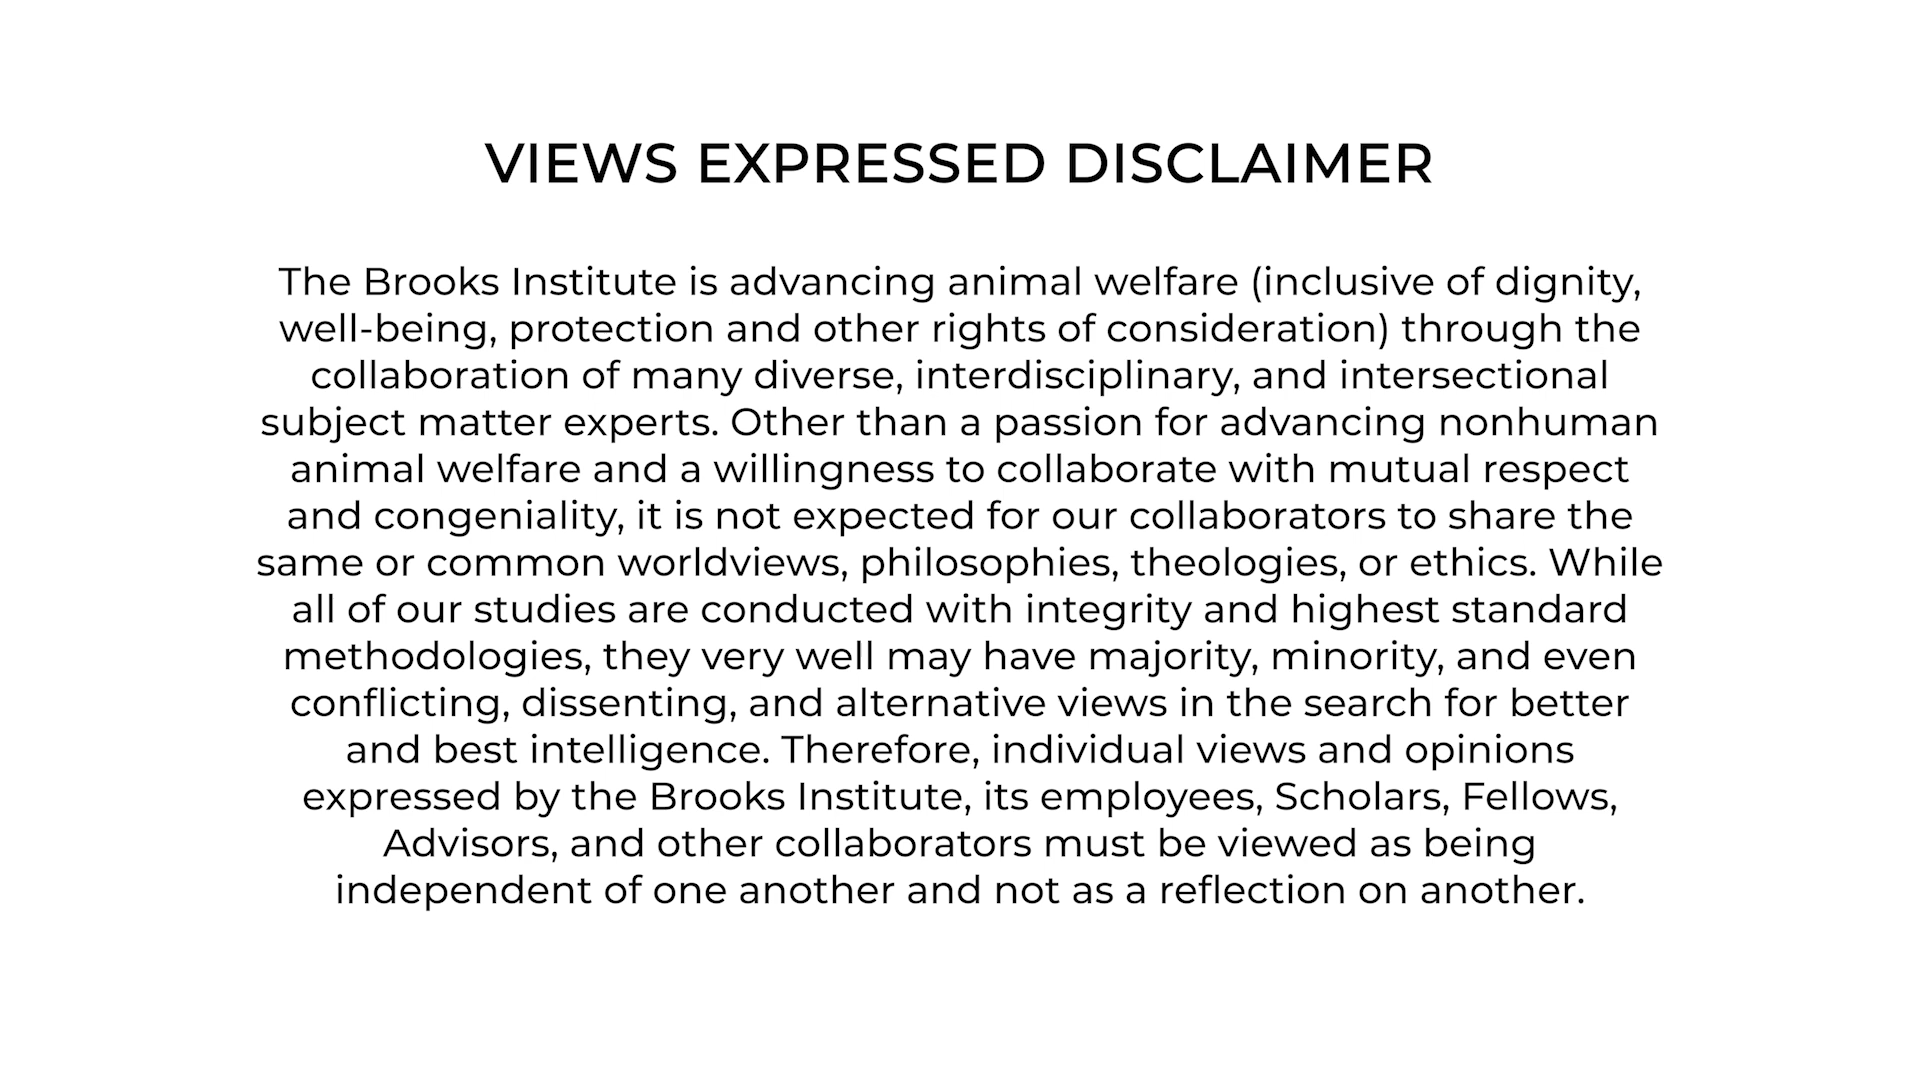 VIEWS EXPRESSED DISCLAIMER
The Brooks Institute is advancing animal welfare (inclusive of dignity,
well-being, protection and other rights of consideration) through the
collaboration of many diverse, interdisciplinary, and intersectional
subject matter experts. Other than a passion for advancing nonhuman
animal welfare and a willingness to collaborate with mutual respect
and congeniality, it is not expected for our collaborators to share the
same or common worldviews, philosophies, theologies, or ethics. While
all of our studies are conducted with integrity and highest standard
methodologies, they very well may have majority, minority, and even
conflicting, dissenting, and alternative views in the search for better
and best intelligence. Therefore, individual views and opinions
expressed by the Brooks Institute, its employees, Scholars, Fellows,
Advisors, and other collaborators must be viewed as being
independent of one another and not as a reflection on another.